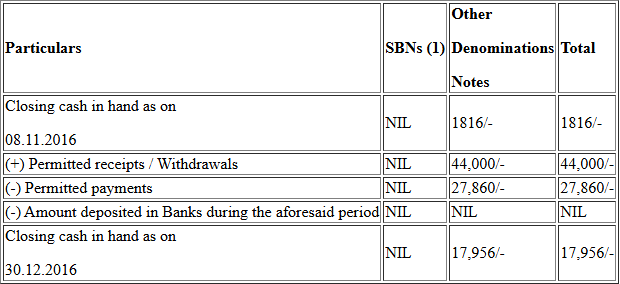 Particulars SBNs (1) Other Denominations Notes Total
Closing cash in hand as on
08.11.2016 NIL 1816/- 1816/-
(+) Permitted receipts / Withdrawals NIL 44,000/- 44,000/-
(-) Permitted payments NIL 27,860/- 27,860/-
(-) Amount deposited in Banks during the aforesaid period NIL NIL NIL
Closing cash in hand as on
30.12.2016 NIL 17,956/- 17,956/-